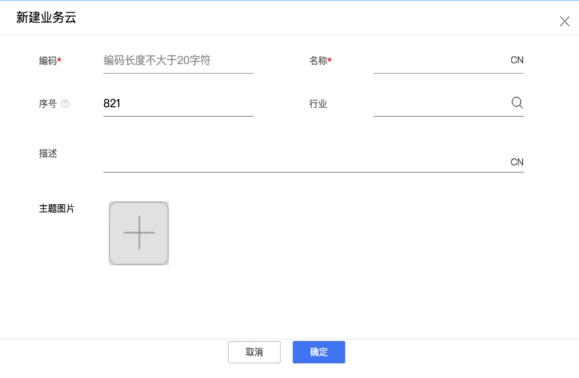 新建业务云
编码* 编码长度不大于20字符 名称* CN
序号 ? 821 行业
描述 CN
主题图片
取消 确定